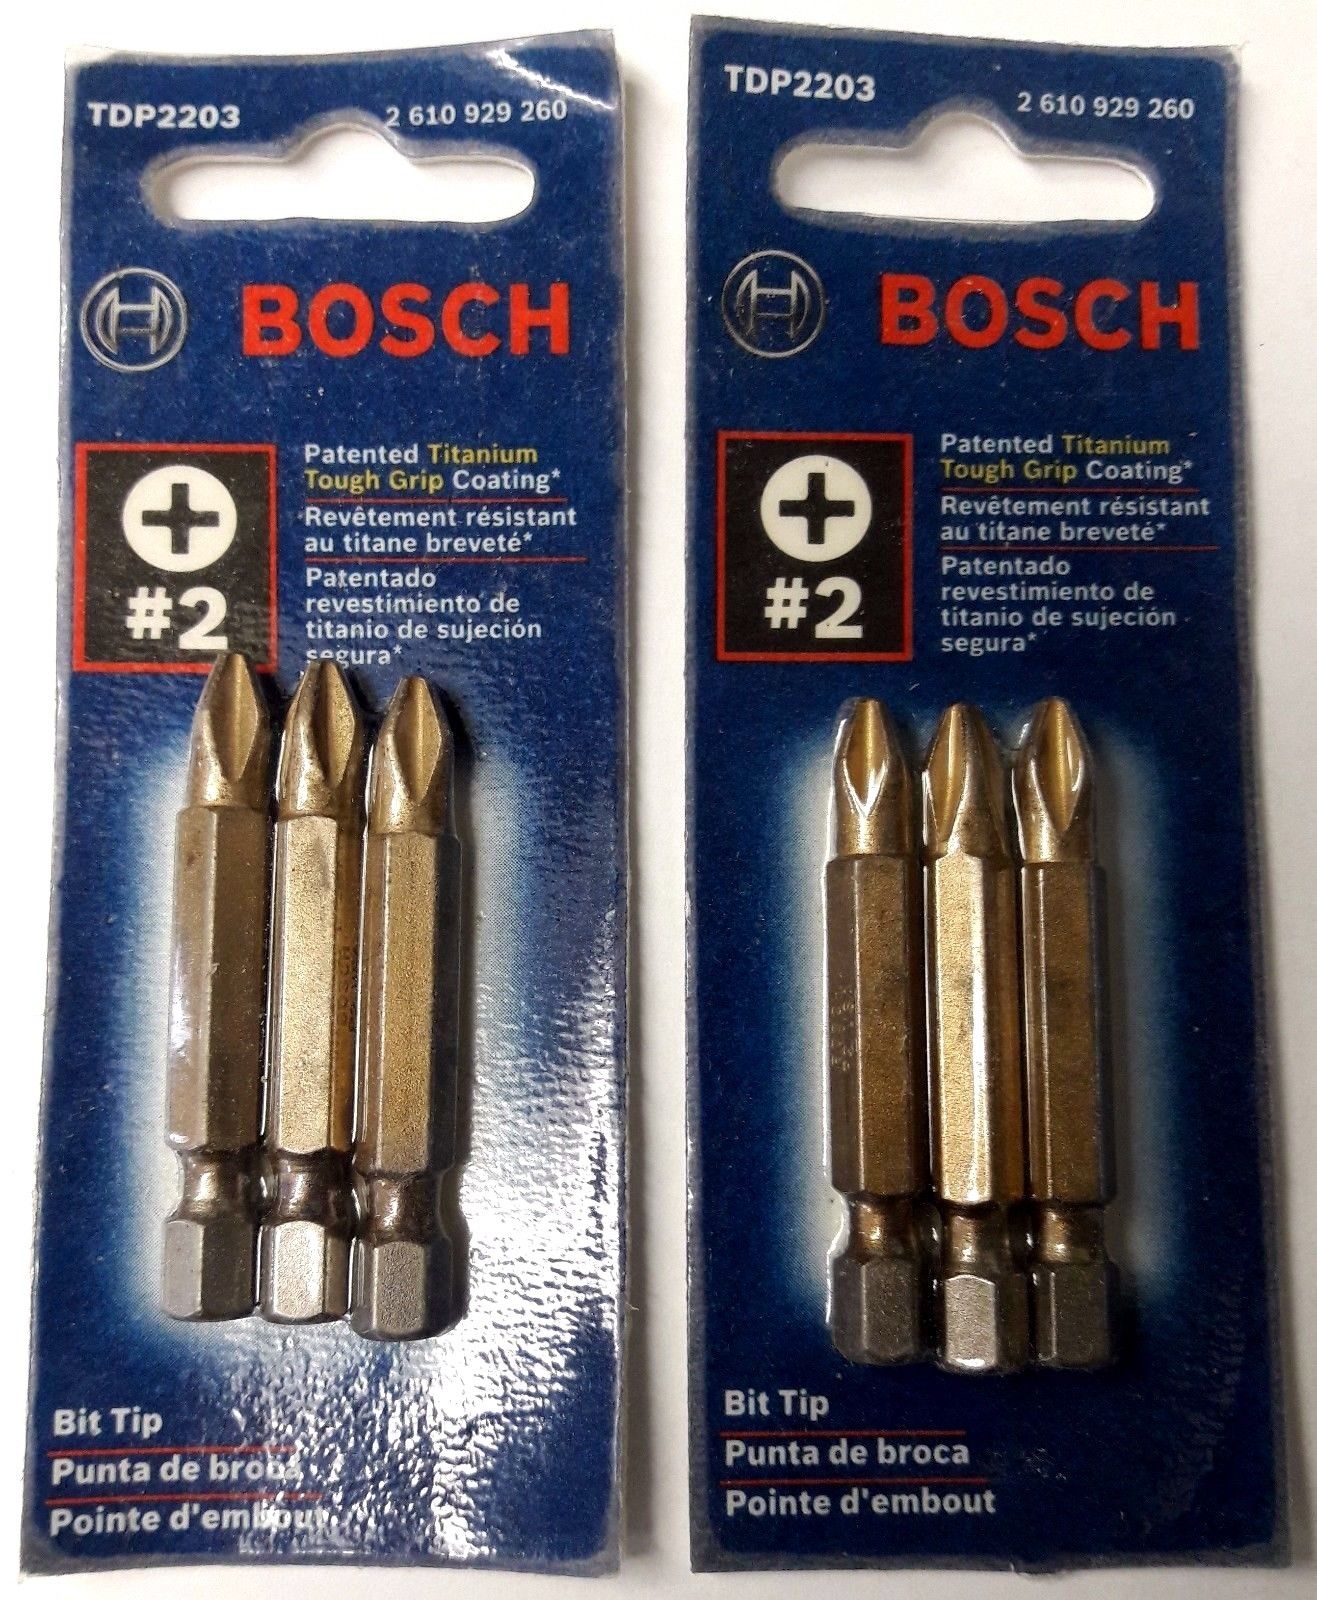 TDP2203
2 610 929 260
BOSCH
#2
Patented Titanium
Tough Grip Coating*
Revêtement résistant
au titane breveté*
Patentado
revestimiento de
titanio de sujeción
segura*
BOSCH
Bit Tip
Punta de broca
Pointe d'embout
TDP2203
2 610 929 260
BOSCH
#2
Patented Titanium
Tough Grip Coating*
Revêtement résistant
au titane breveté*
Patentado
revestimiento de
titanio de sujeción
segura*
Bit Tip
Punta de broca
Pointe d'embout